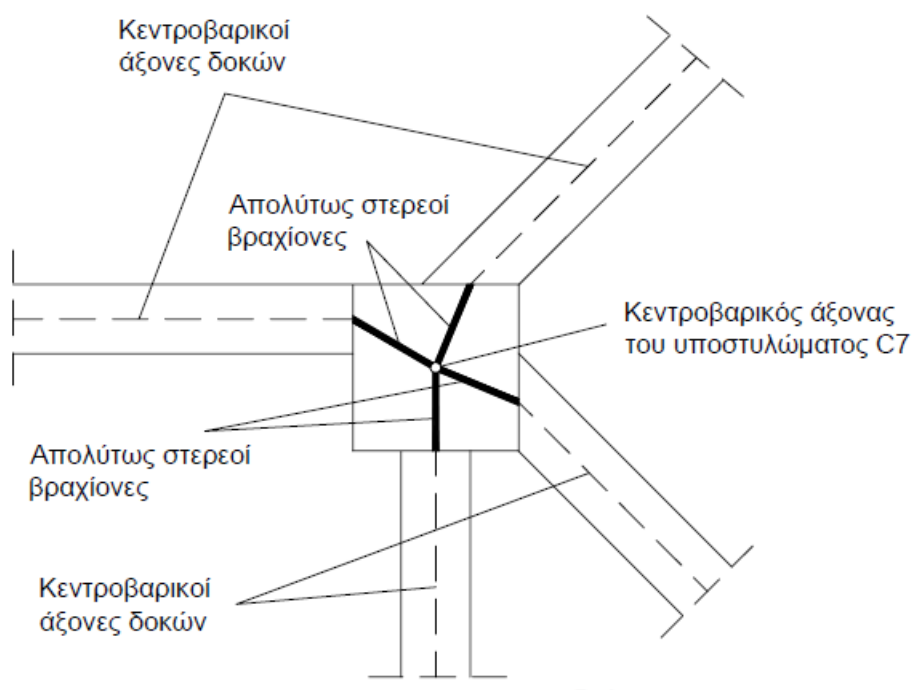 Κεντροβαρικοί
άξονες δοκών
Απολύτως στερεοί
βραχίονες
Κεντροβαρικός άξονας
του υποστυλώματος C7
Απολύτως στερεοί
βραχίονες
Κεντροβαρικοί
άξονες δοκών